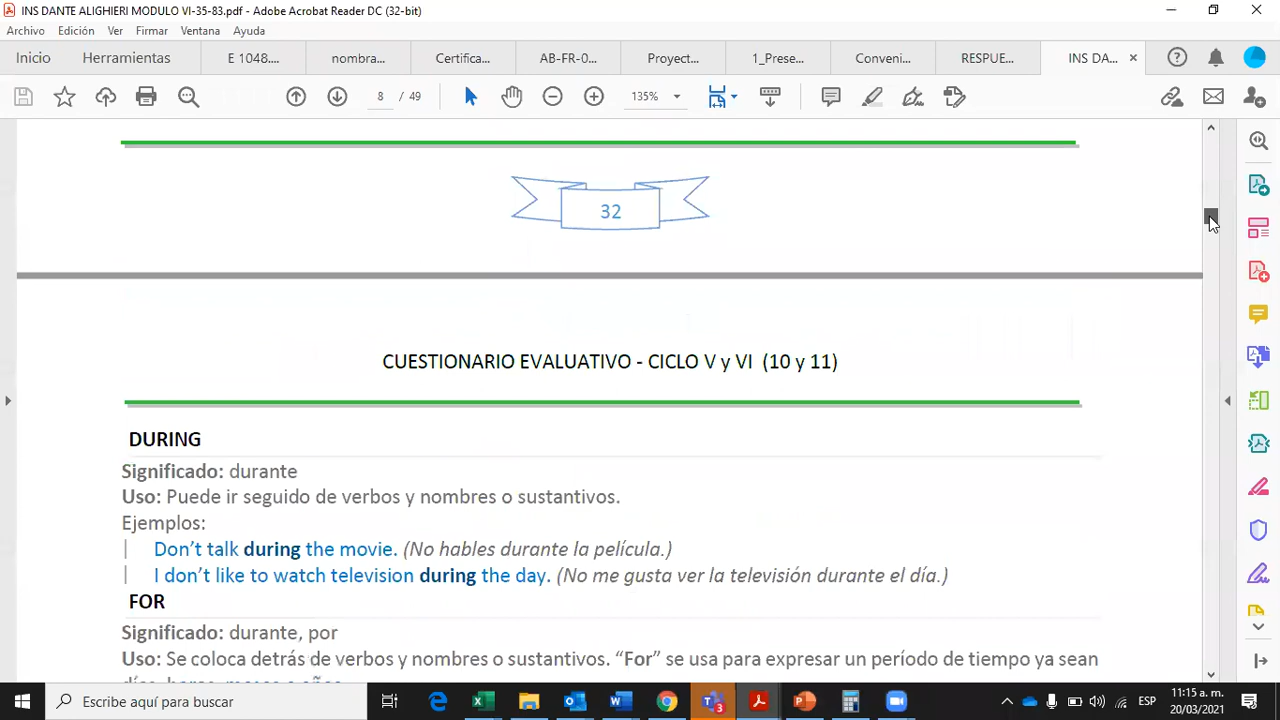 INS DANTE ALIGHIERI MODULO VI-35-83.pdf - Adobe Acrobat Reader DC (32-bit)
Archivo Edición Ver Firmar Ventana Ayuda
Inicio Herramientas E 1048... nombra... Certifica... AB-FR-0... Proyect... 1_Prese... Conveni... RESPUE... INS DA...
8 / 49 135%
32
CUESTIONARIO EVALUATIVO - CICLO V y VI (10 y 11)
DURING
Significado: durante
Uso: Puede ir seguido de verbos y nombres o sustantivos.
Ejemplos:
Don't talk during the movie. (No hables durante la película.)
I don't like to watch television during the day. (No me gusta ver la televisión durante el día.)
FOR
Significado: durante, por
Uso: Se coloca detrás de verbos y nombres o sustantivos. “For” se usa para expresar un período de tiempo ya sean
días, horas, meses o años
Escribe aquí para buscar
3
ESP
11:15 a. m.
20/03/2021